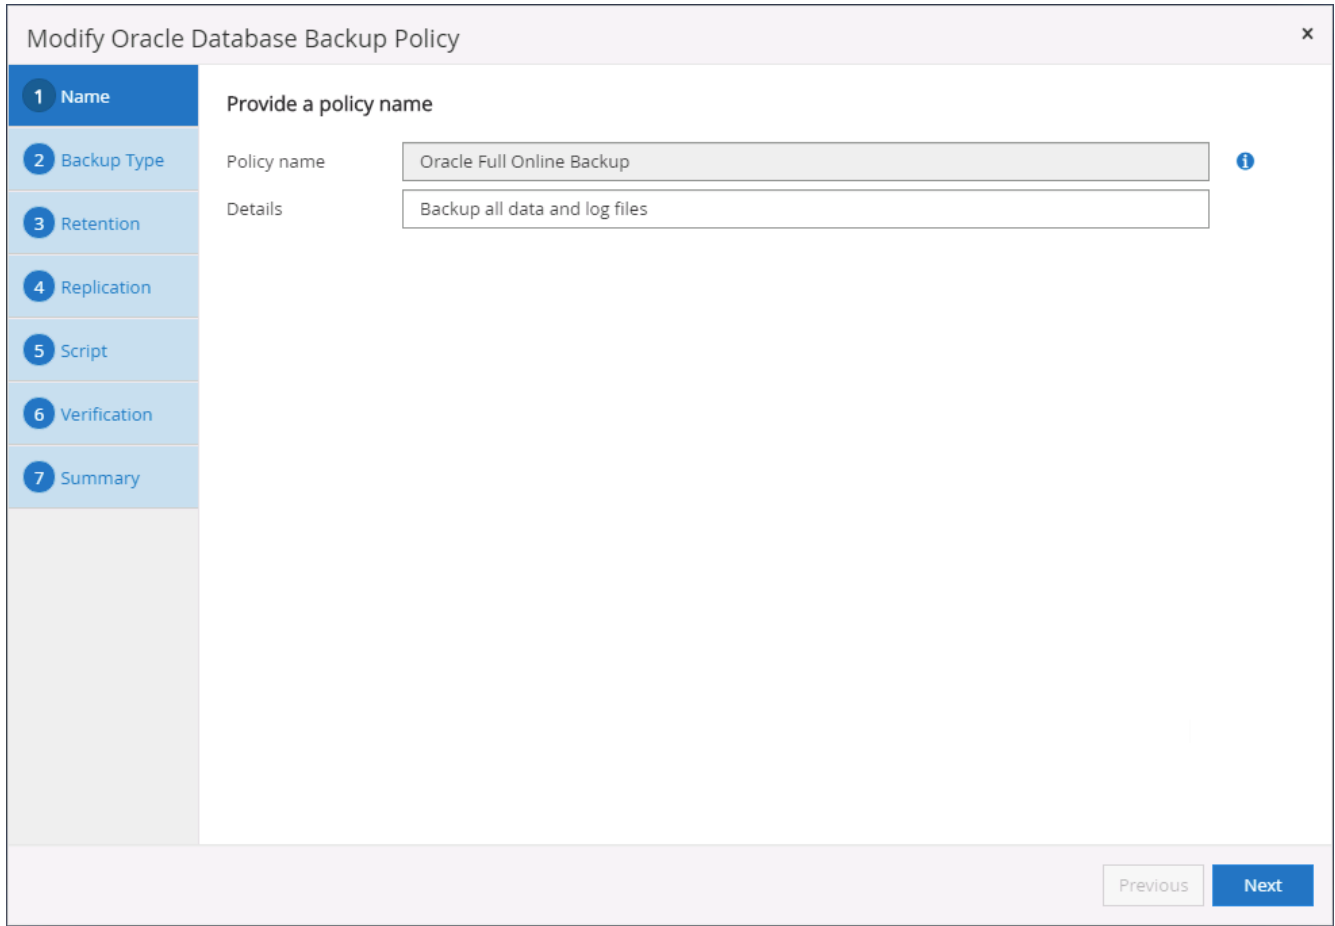 Modify Oracle Database Backup Policy
x
1 Name
2 Backup Type
3 Retention
4 Replication
5 Script
6 Verification
7 Summary
Provide a policy name
Policy name Oracle Full Online Backup i
Details Backup all data and log files
Previous Next